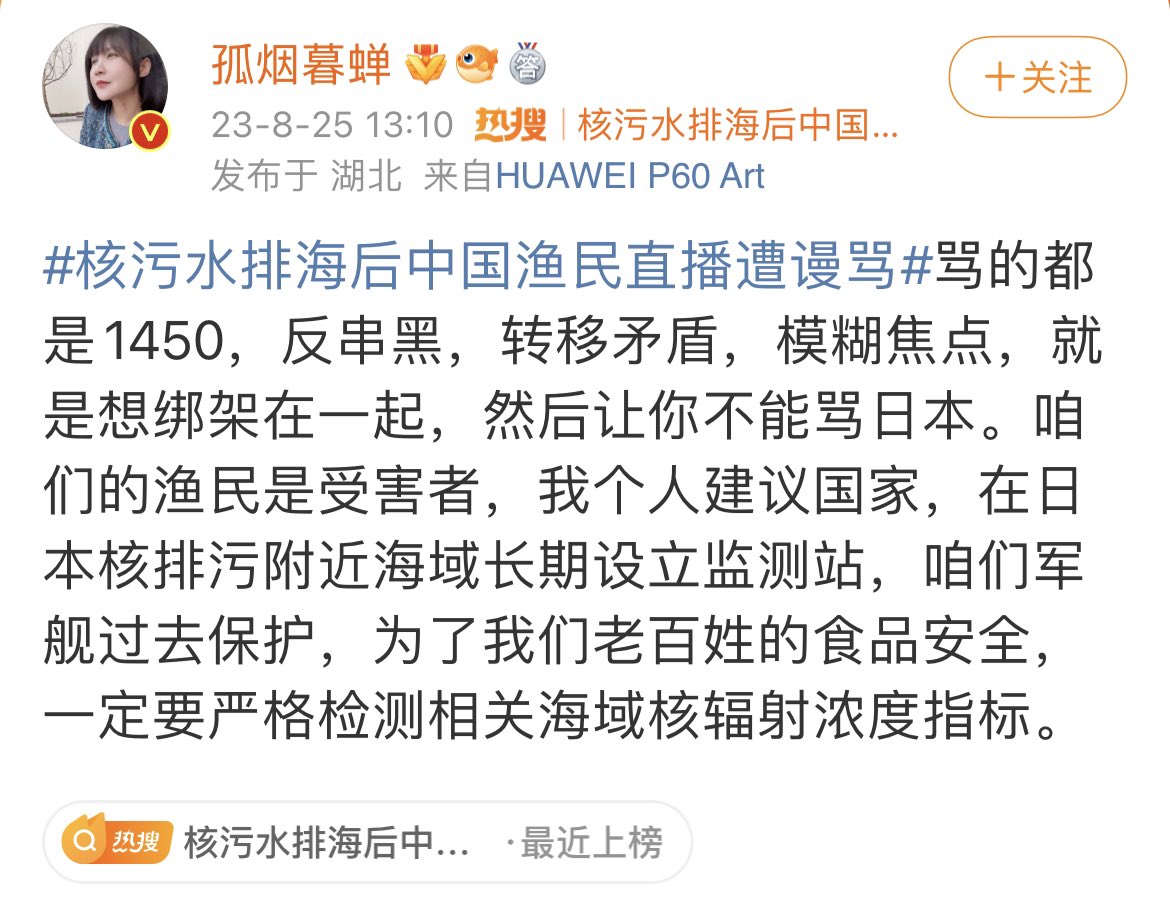 孤烟暮蝉 答
+关注
23-8-25 13:10 热搜 | 核污水排海后中国...
发布于 湖北 来自HUAWEI P60 Art
#核污水排海后中国渔民直播遭谩骂#骂的都
是1450，反串黑，转移矛盾，模糊焦点，就
是想绑架在一起，然后让你不能骂日本。咱
们的渔民是受害者，我个人建议国家，在日
本核排污附近海域长期设立监测站，咱们军
舰过去保护，为了我们老百姓的食品安全，
一定要严格检测相关海域核辐射浓度指标。
热搜 核污水排海后中... ·最近上榜